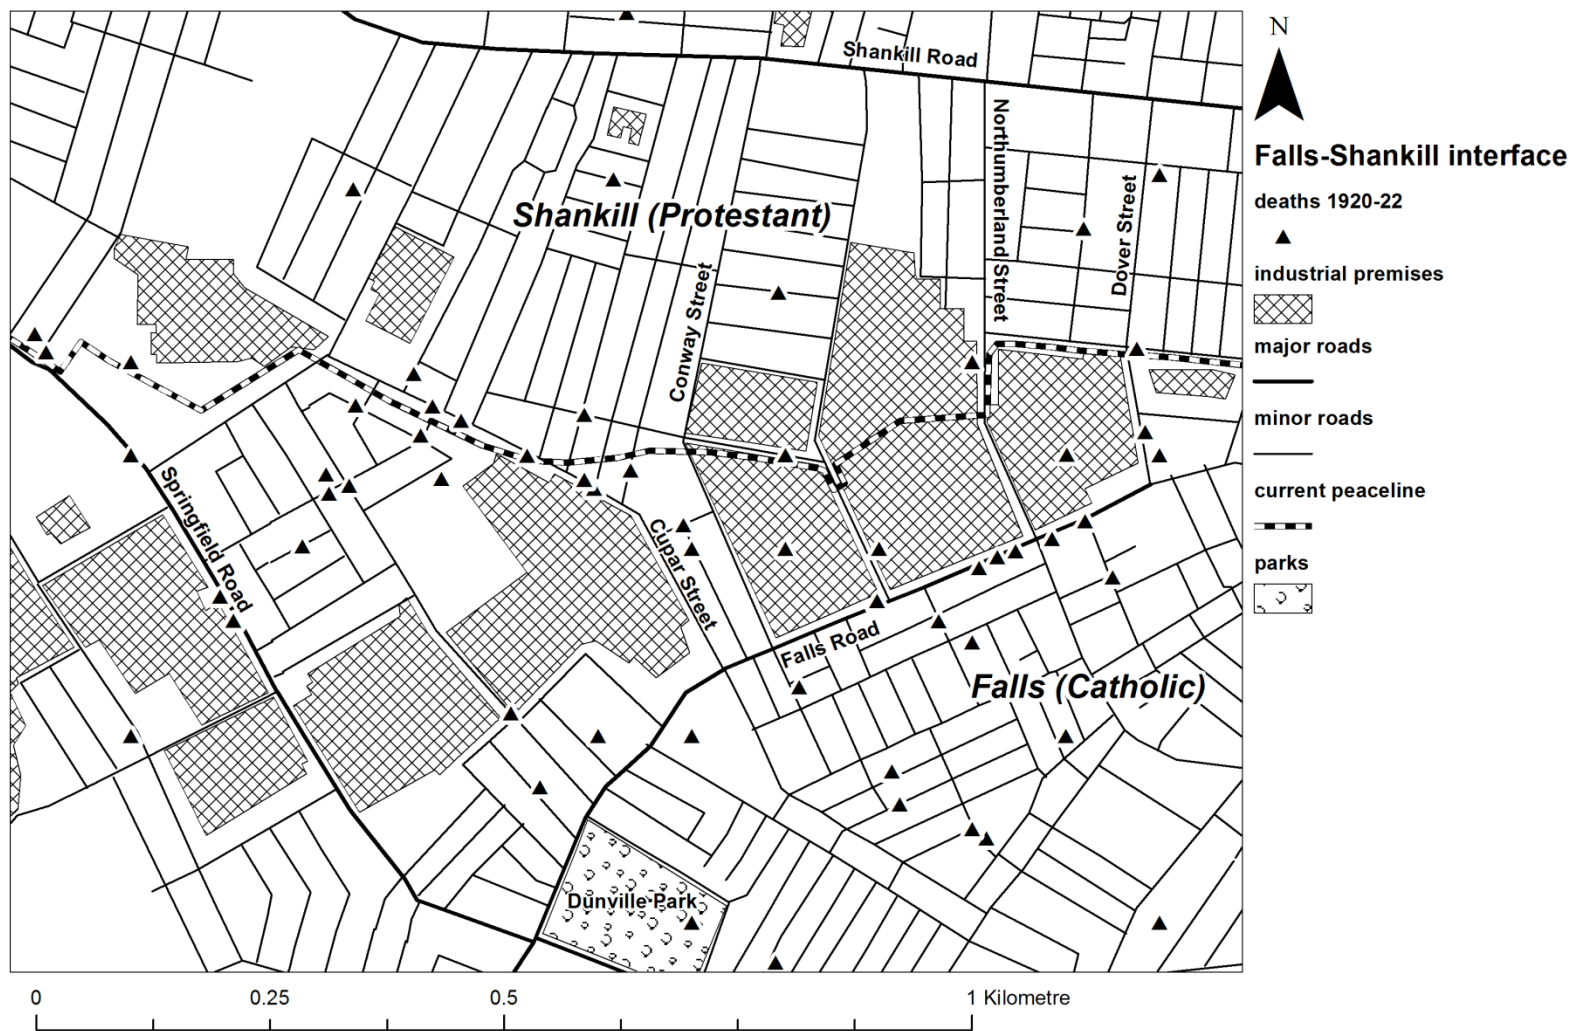 Shankill Road
N
Northumberland Street
Falls-Shankill interface
deaths 1920-22
Dover Street
Shankill (Protestant)
industrial premises
Conway Street
major roads
minor roads
current peaceline
Springfield Road
Cupar Street
parks
Falls Road
Falls (Catholic)
Dunville Park
0 0.25 0.5 1 Kilometre